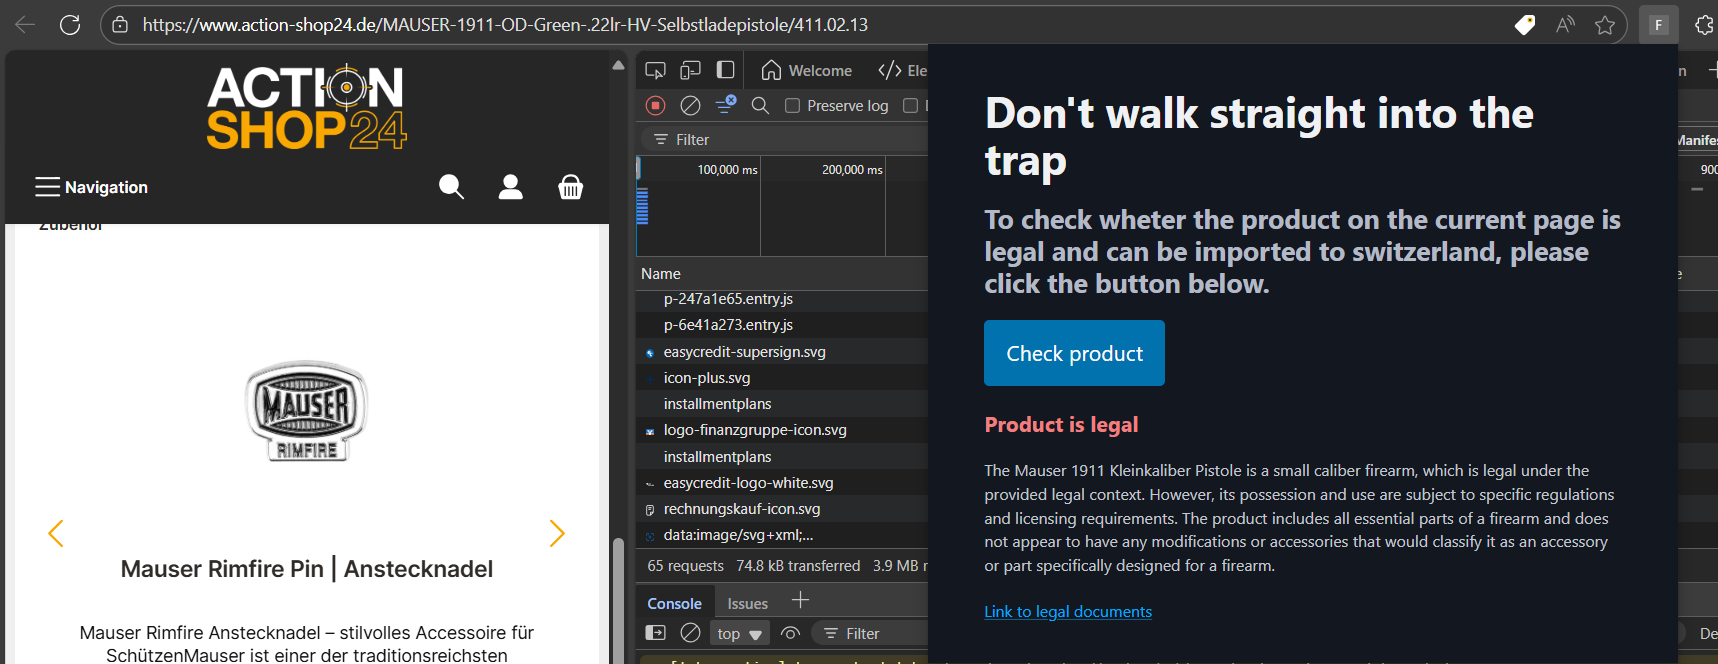 https://www.action-shop24.de/MAUSER-1911-OD-Green-.22lr-HV-Selbstladepistole/411.02.13
F
ACTION
SHOP24
Navigation
Zubehör
MAUSER
RIMFIRE
Mauser Rimfire Pin | Anstecknadel
Mauser Rimfire Anstecknadel – stilvolles Accessoire für
SchützenMauser ist einer der traditionsreichsten
Welcome
Ele
Preserve log
Filter
100,000 ms
200,000 ms
Name
p-247a1e65.entry.js
p-6e41a273.entry.js
easycredit-supersign.svg
icon-plus.svg
installmentplans
logo-finanzgruppe-icon.svg
installmentplans
easycredit-logo-white.svg
rechnungskauf-icon.svg
data:image/svg+xml;...
65 requests
74.8 kB transferred
3.9 MB r
Console
Issues
top
Filter
Don't walk straight into the
trap
To check wheter the product on the current page is
legal and can be imported to switzerland, please
click the button below.
Check product
Product is legal
The Mauser 1911 Kleinkaliber Pistole is a small caliber firearm, which is legal under the
provided legal context. However, its possession and use are subject to specific regulations
and licensing requirements. The product includes all essential parts of a firearm and does
not appear to have any modifications or accessories that would classify it as an accessory
or part specifically designed for a firearm.
Link to legal documents
n
Manifes
900
e
De